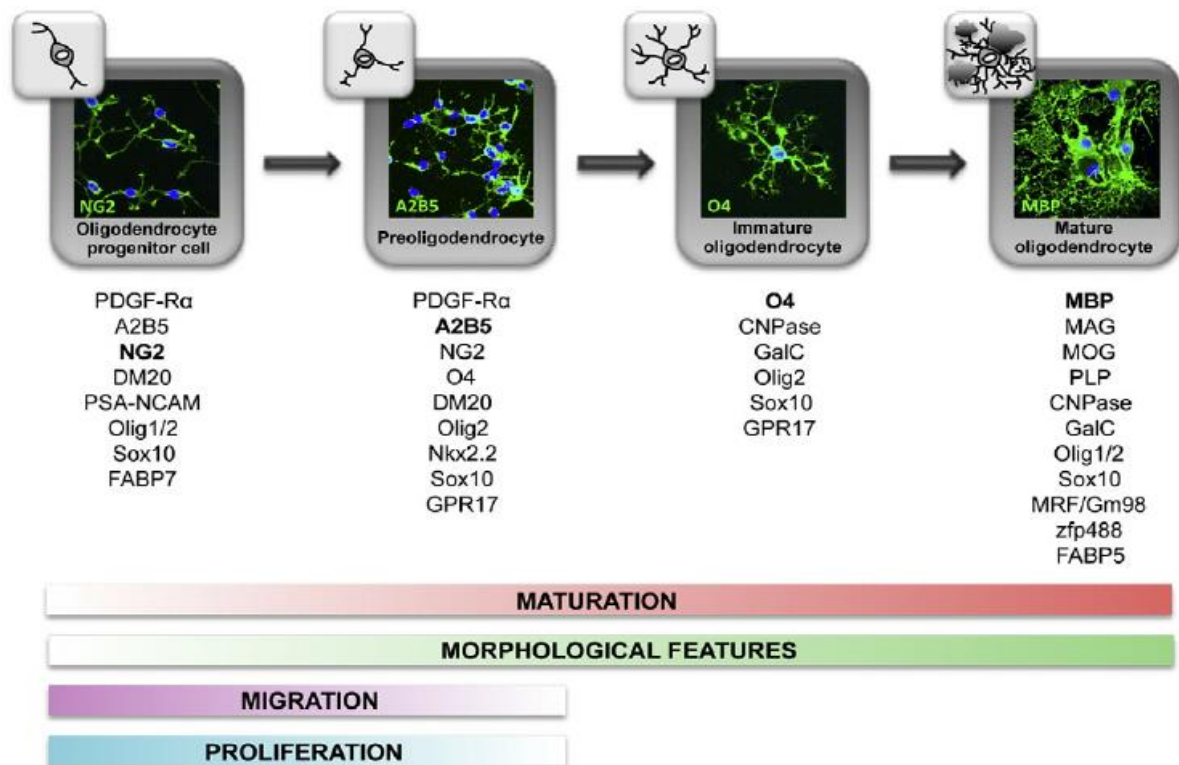 NG2
Oligodendrocyte
progenitor cell
A2B5
Preoligodendrocyte
O4
Immature
oligodendrocyte
MBP
Mature
oligodendrocyte
PDGF-Rα
A2B5
NG2
DM20
PSA-NCAM
Olig1/2
Sox10
FABP7
PDGF-Rα
A2B5
NG2
O4
DM20
Olig2
Nkx2.2
Sox10
GPR17
O4
CNPase
GalC
Olig2
Sox10
GPR17
MBP
MAG
MOG
PLP
CNPase
GalC
Olig1/2
Sox10
MRF/Gm98
zfp488
FABP5
MATURATION
MORPHOLOGICAL FEATURES
MIGRATION
PROLIFERATION